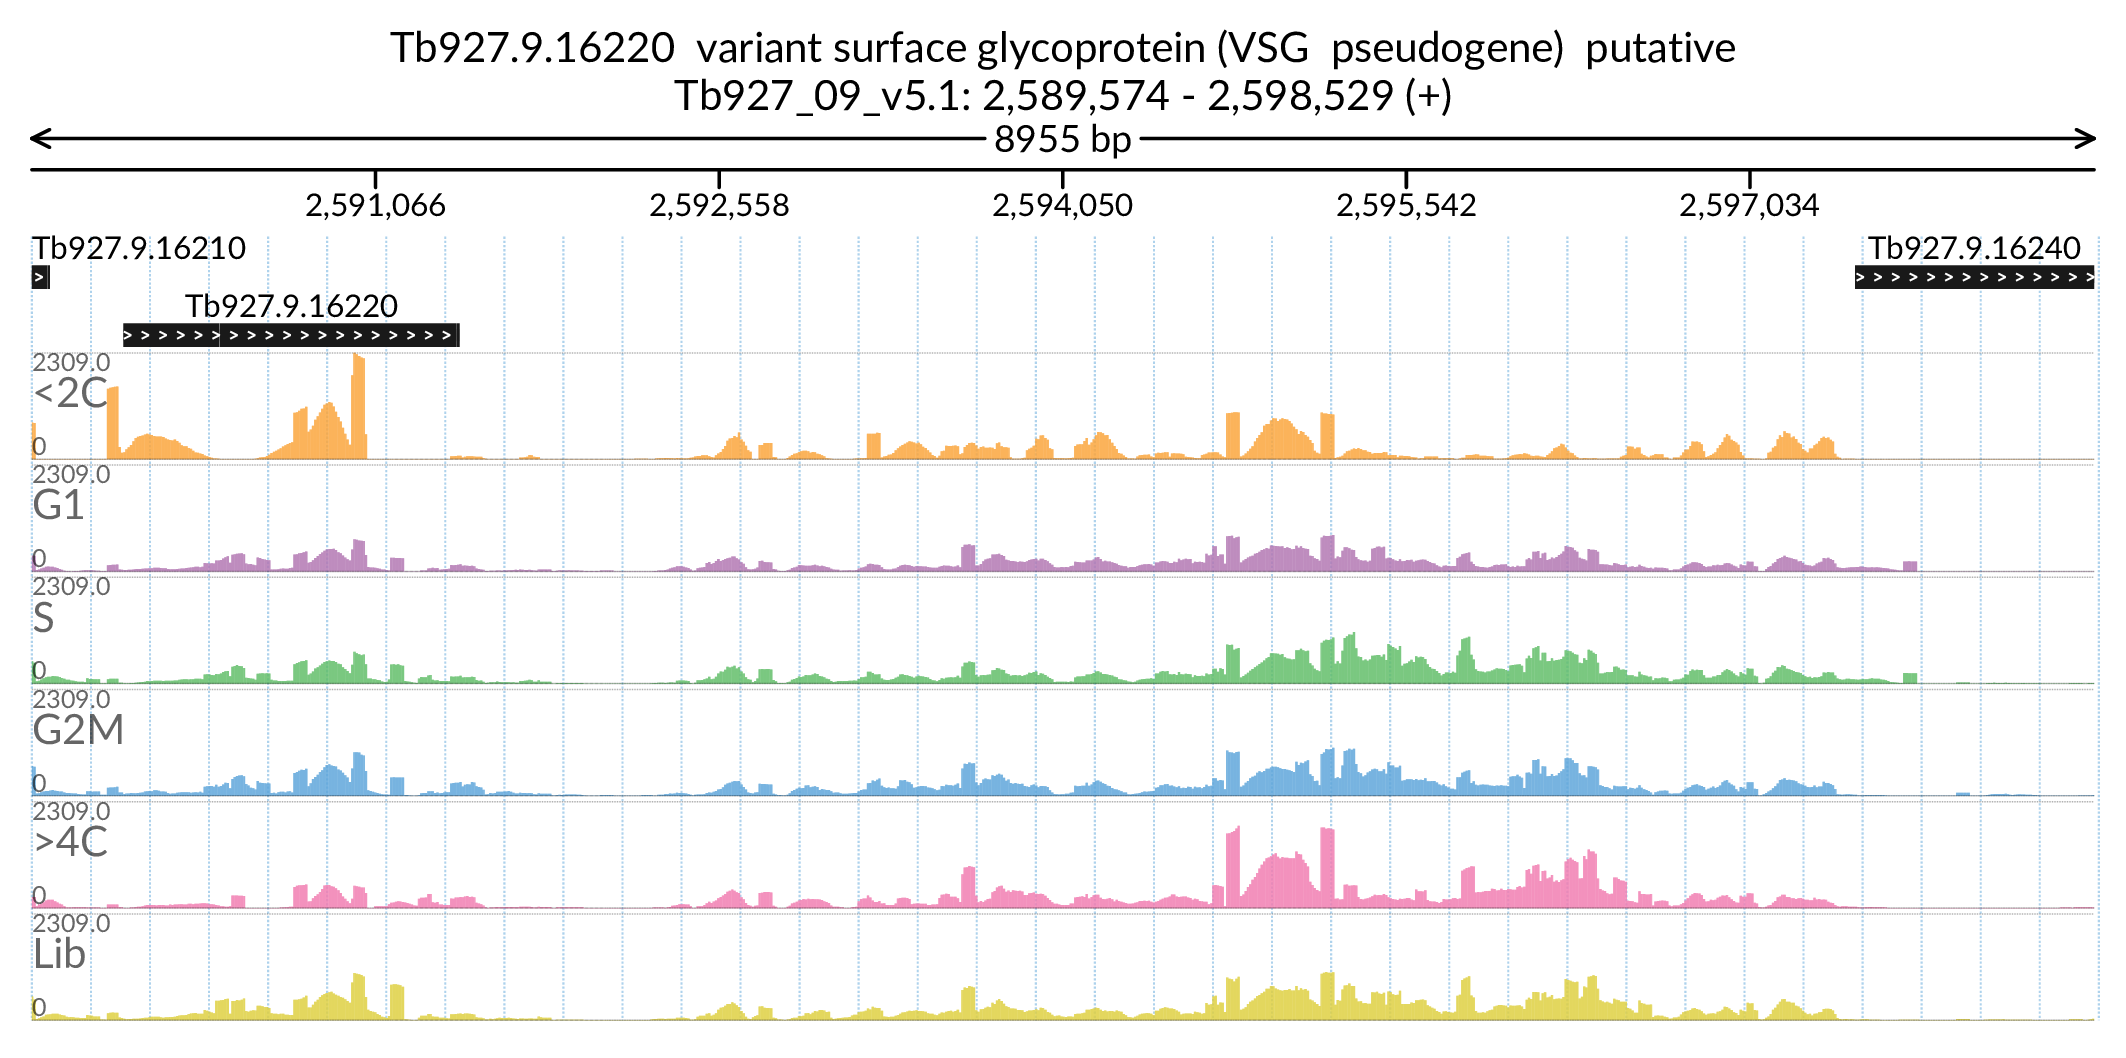 Tb927.9.16220  variant surface glycoprotein (VSG  pseudogene)  putative
Tb927_09_v5.1: 2,589,574 - 2,598,529 (+)
8955 bp
2,591,066 2,592,558 2,594,050 2,595,542 2,597,034
Tb927.9.16210 Tb927.9.16240
Tb927.9.16220
2309.0
<2C
0
2309.0
G1
0
2309.0
S
0
2309.0
G2M
0
2309.0
>4C
0
2309.0
Lib
0